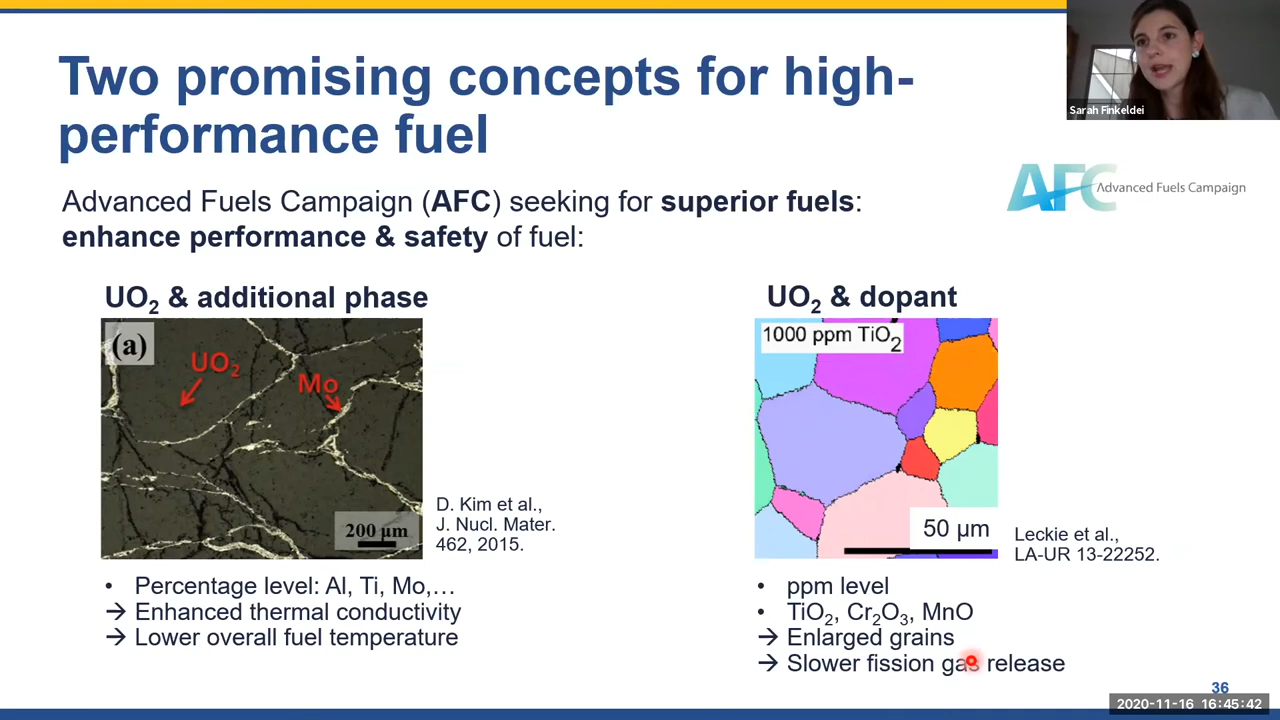 Sarah Finkeldei
Two promising concepts for high-
performance fuel
AFC Advanced Fuels Campaign
Advanced Fuels Campaign (AFC) seeking for superior fuels:
enhance performance & safety of fuel:
UO₂ & additional phase
(a)
UO₂
Mo
200 µm
D. Kim et al.,
J. Nucl. Mater.
462, 2015.
• Percentage level: Al, Ti, Mo,…
→ Enhanced thermal conductivity
→ Lower overall fuel temperature
UO₂ & dopant
1000 ppm TiO₂
50 µm
Leckie et al.,
LA-UR 13-22252.
• ppm level
• TiO₂, Cr₂O₃, MnO
→ Enlarged grains
→ Slower fission gas release
36
2020-11-16 16:45:42